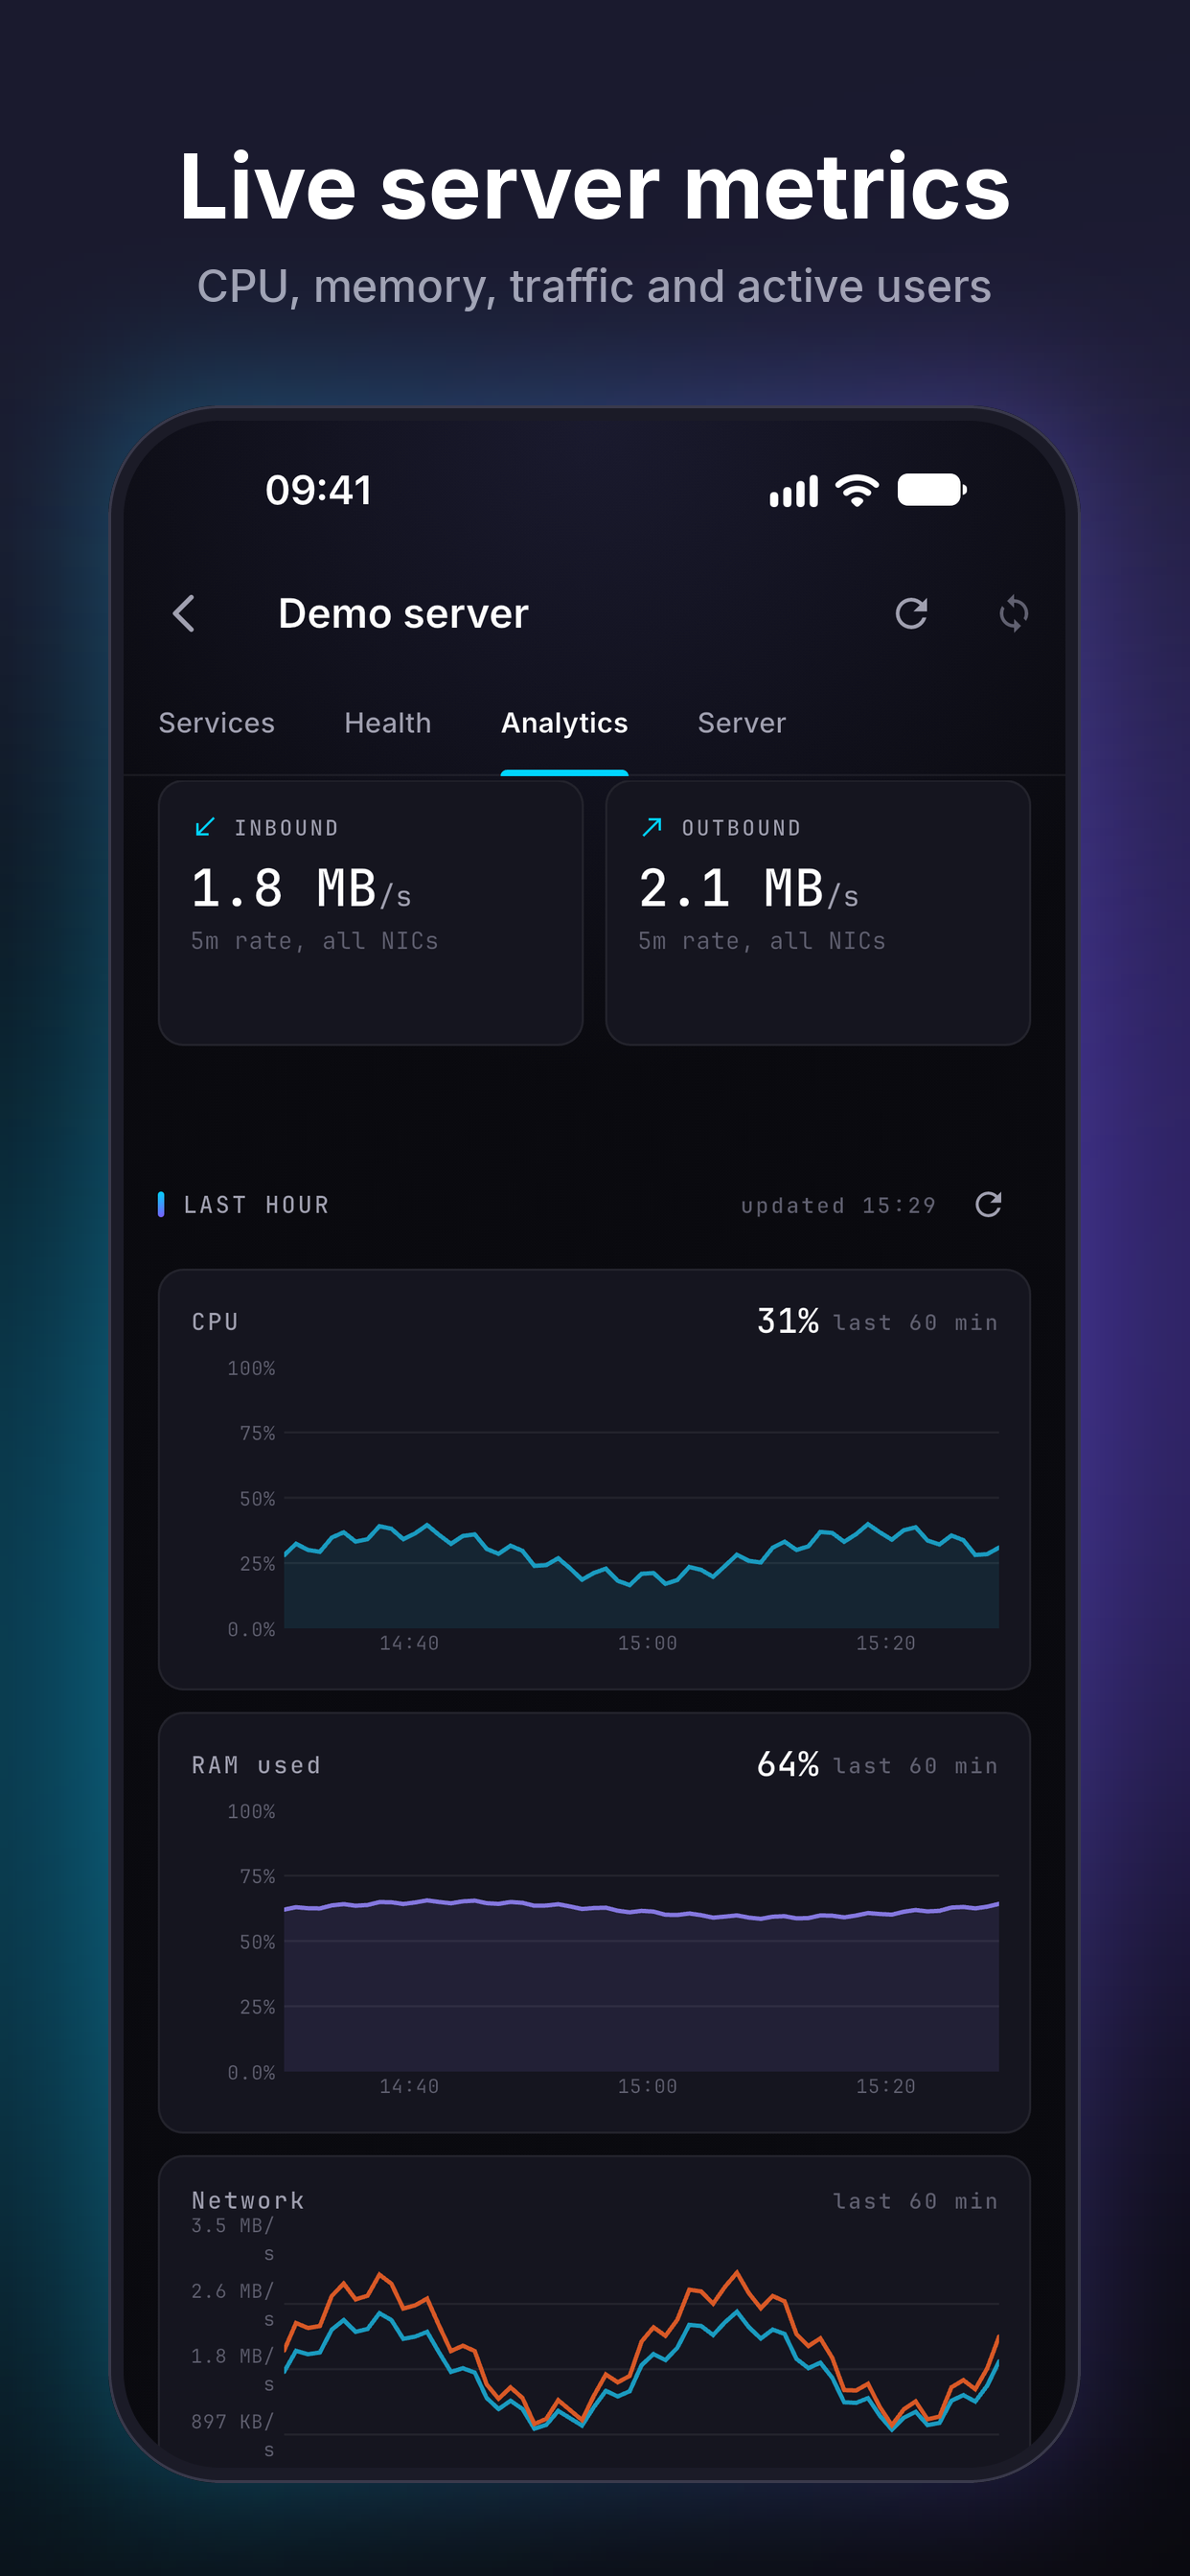 Live server metrics
CPU, memory, traffic and active users
09:41
Demo server
Services Health Analytics Server
INBOUND OUTBOUND
1.8 MB/s 2.1 MB/s
5m rate, all NICs 5m rate, all NICs
LAST HOUR updated 15:29
CPU 31% last 60 min
100%
75%
50%
25%
0.0%
14:40 15:00 15:20
RAM used 64% last 60 min
100%
75%
50%
25%
0.0%
14:40 15:00 15:20
Network last 60 min
3.5 MB/
s
2.6 MB/
s
1.8 MB/
s
897 KB/
s